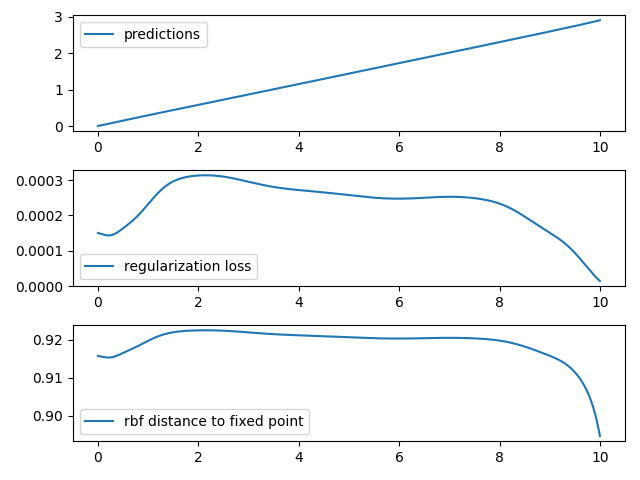 3
2
1
0
predictions
0 2 4 6 8 10
0.0003
0.0002
0.0001
0.0000
regularization loss
0 2 4 6 8 10
0.92
0.91
0.90
rbf distance to fixed point
0 2 4 6 8 10